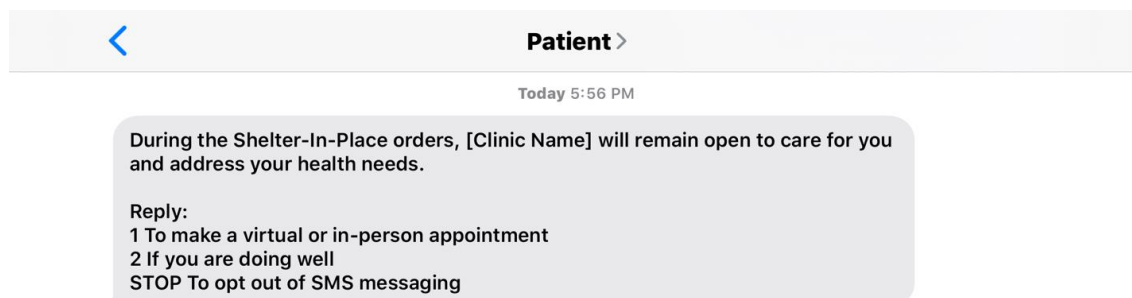 Patient
Today 5:56 PM
During the Shelter-In-Place orders, [Clinic Name] will remain open to care for you
and address your health needs.
Reply:
1 To make a virtual or in-person appointment
2 If you are doing well
STOP To opt out of SMS messaging